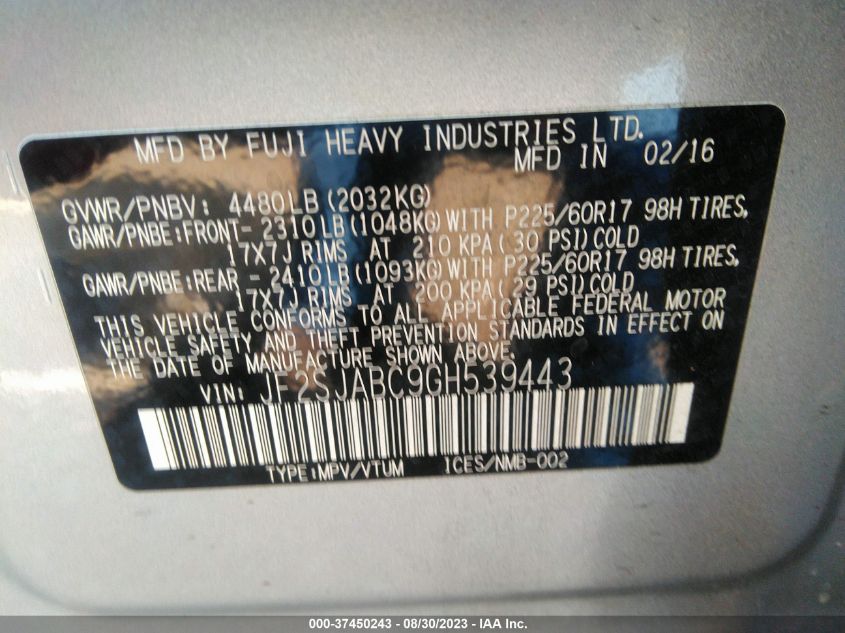 MFD BY FUJI HEAVY INDUSTRIES LTD.
MFD IN 02/16
GVWR/PNBV: 4480LB (2032KG)
GAWR/PNBE:FRONT- 2310LB(1048KG)WITH P225/60R17 98H TIRES,
17X7J RIMS AT 210 KPA(30 PSI)COLD
GAWR/PNBE:REAR - 2410LB(1093KG)WITH P225/60R17 98H TIRES,
17X7J RIMS AT 200 KPA(29 PSI)COLD
THIS VEHICLE CONFORMS TO ALL APPLICABLE FEDERAL MOTOR
VEHICLE SAFETY AND THEFT PREVENTION STANDARDS IN EFFECT ON
THE DATE OF MANUFACTURE SHOWN ABOVE.
VIN: JF2SJABC9GH539443
TYPE:MPV/VTUM ICES/NMB-002
000-37450243 - 08/30/2023 - IAA Inc.